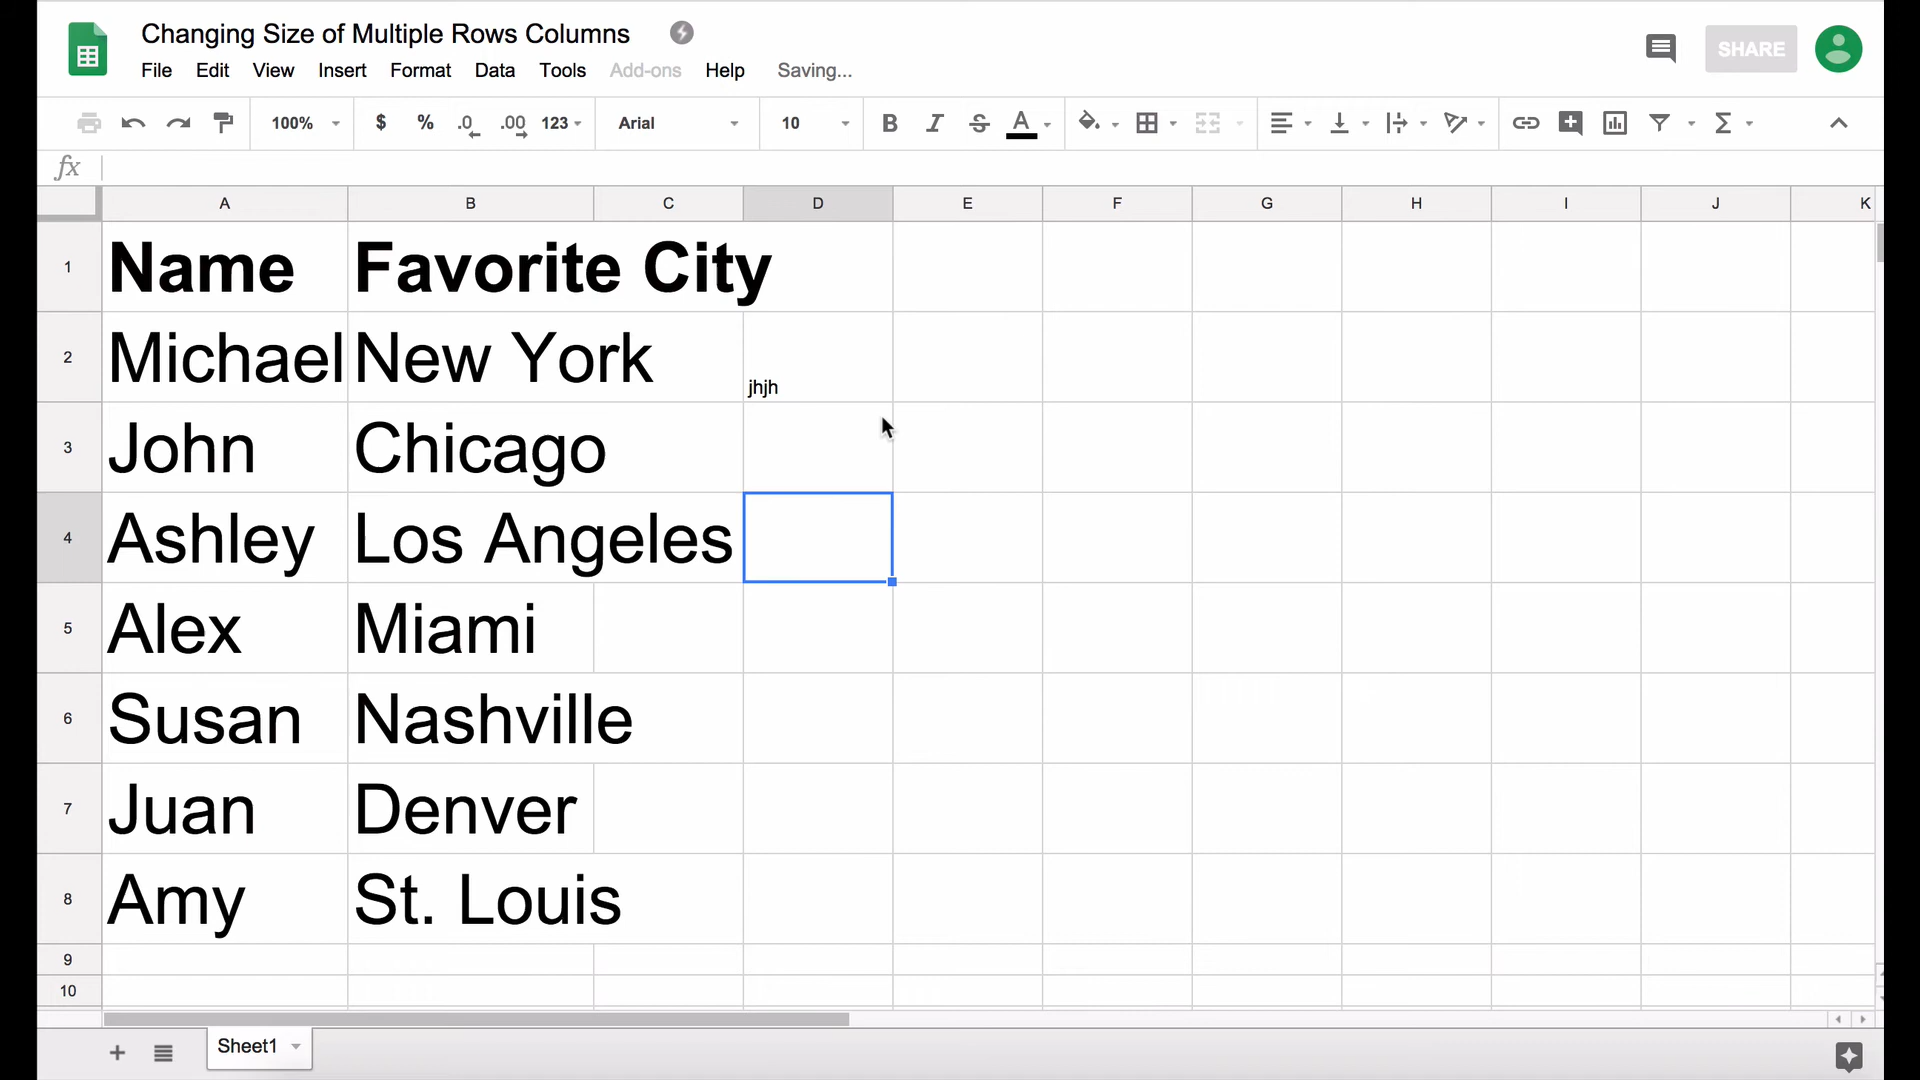 Changing Size of Multiple Rows Columns
File Edit View Insert Format Data Tools Add-ons Help Saving...
SHARE
100% $ % .0 .00 123 Arial 10 B I S A Σ
fx
A B C D E F G H I J K
1 Name Favorite City
2 Michael New York jhjh
3 John Chicago
4 Ashley Los Angeles
5 Alex Miami
6 Susan Nashville
7 Juan Denver
8 Amy St. Louis
9
10
+ Sheet1